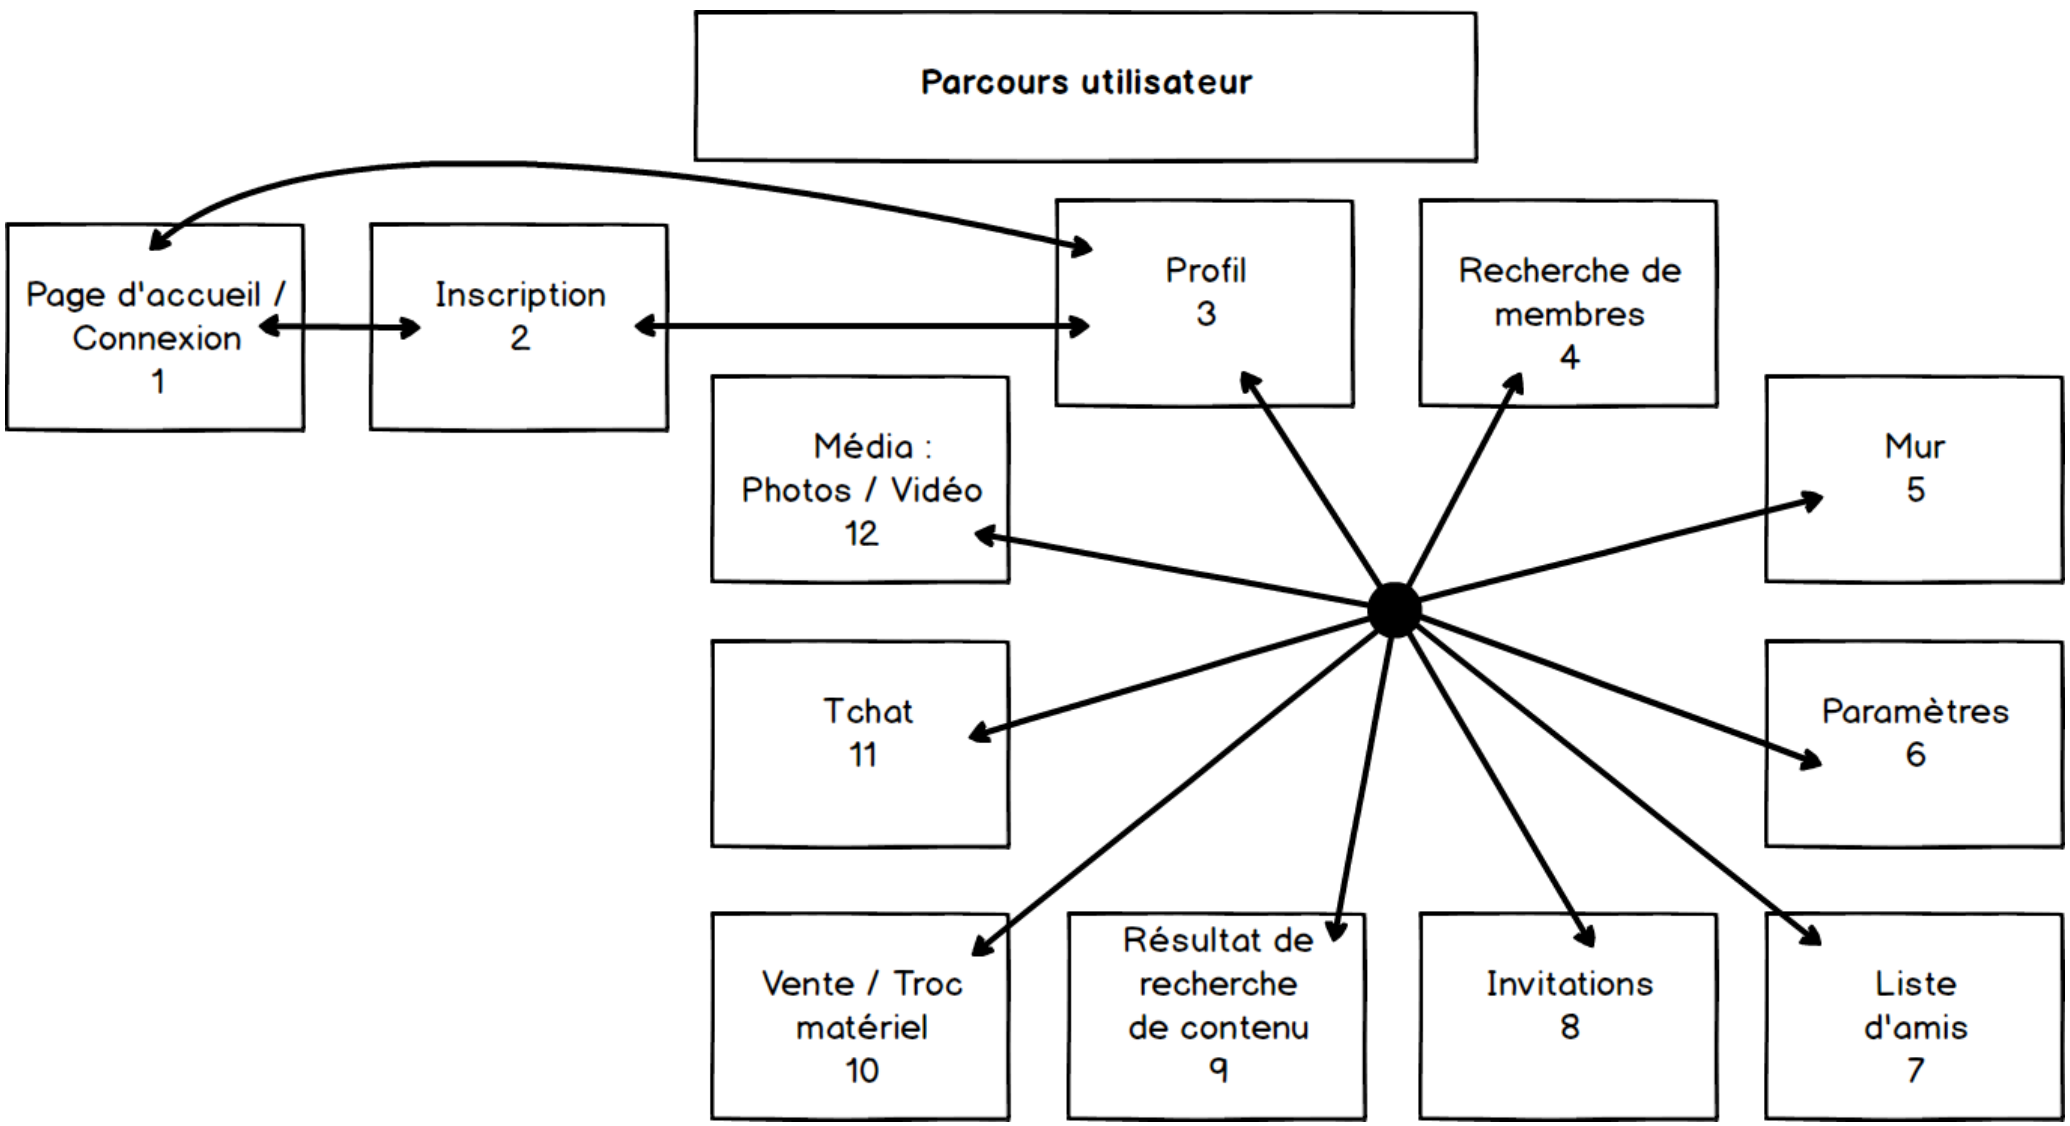 Parcours utilisateur
Page d'accueil /
Connexion
1
Inscription
2
Profil
3
Recherche de
membres
4
Média :
Photos / Vidéo
12
Mur
5
Tchat
11
Paramètres
6
Vente / Troc
matériel
10
Résultat de
recherche
de contenu
9
Invitations
8
Liste
d'amis
7